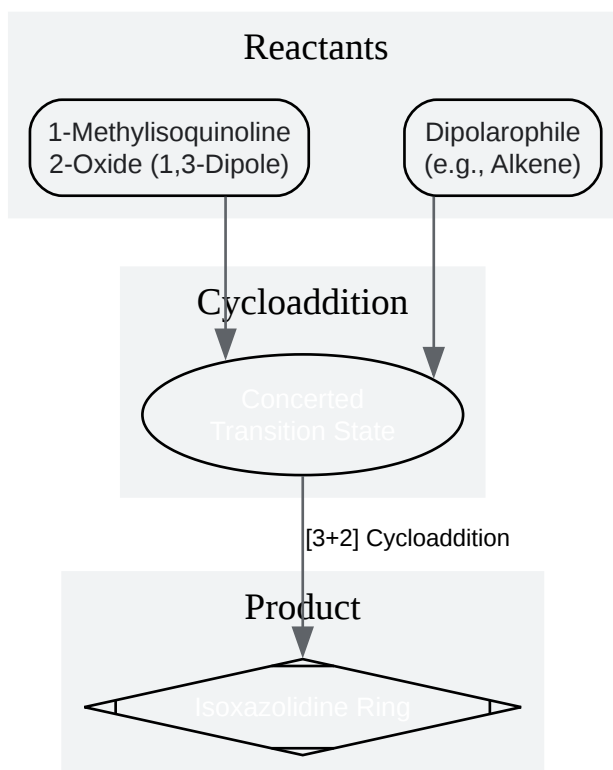 Reactants
1-Methylisoquinoline
2-Oxide (1,3-Dipole)
Dipolarophile
(e.g., Alkene)
Cycloaddition
Concerted
Transition State
[3+2] Cycloaddition
Product
Isoxazolidine Ring